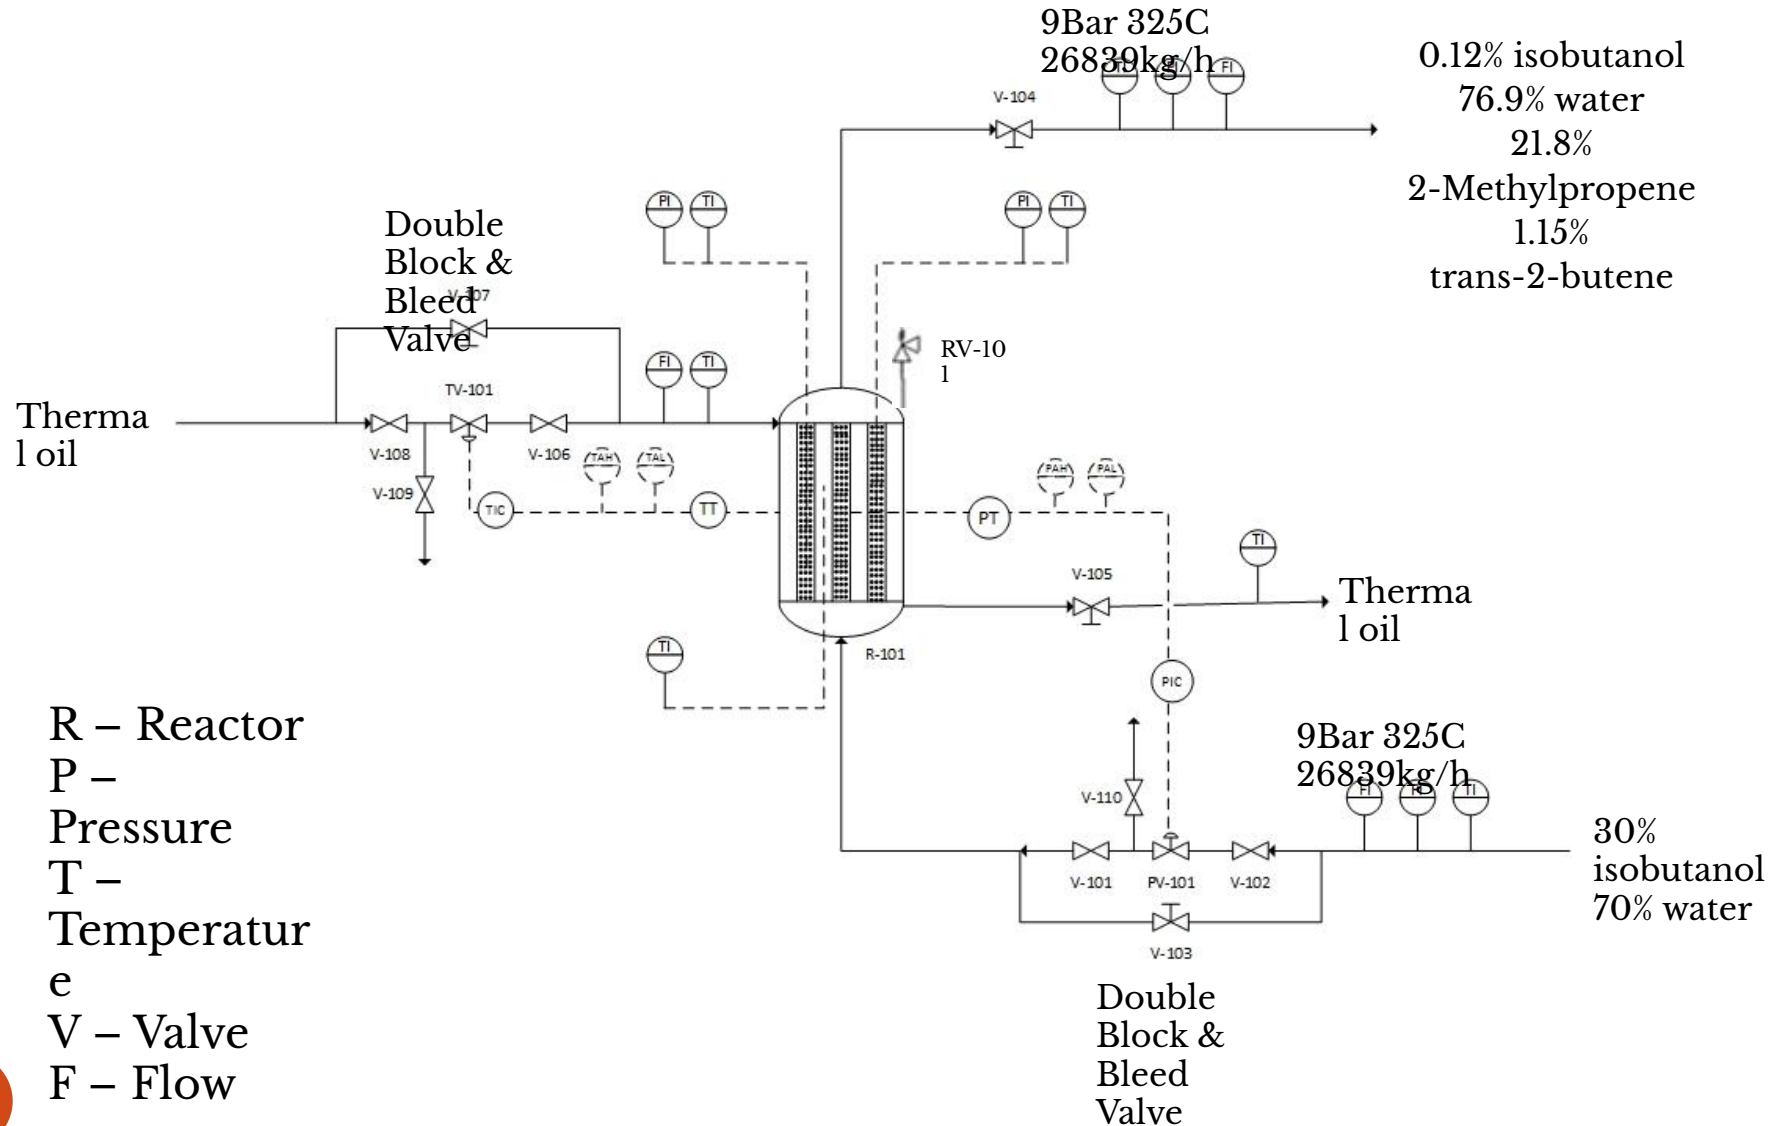 9Bar 325C
26839kg/h
TI
FI
V-104
0.12% isobutanol
76.9% water
21.8%
2-Methylpropene
1.15%
trans-2-butene
PI
TI
PI
TI
Double
Block &
Bleed
Valve
V-107
RV-10
1
FI
TI
TV-101
Therma
l oil
V-108
V-106
TAH
TAL
V-109
TIC
TT
PAH
PAL
PT
TI
V-105
Therma
l oil
TI
R-101
PIC
R – Reactor
P –
Pressure
T –
Temperatur
e
V – Valve
F – Flow
9Bar 325C
26839kg/h
FI
PI
TI
V-110
30%
isobutanol
70% water
V-101
PV-101
V-102
V-103
Double
Block &
Bleed
Valve